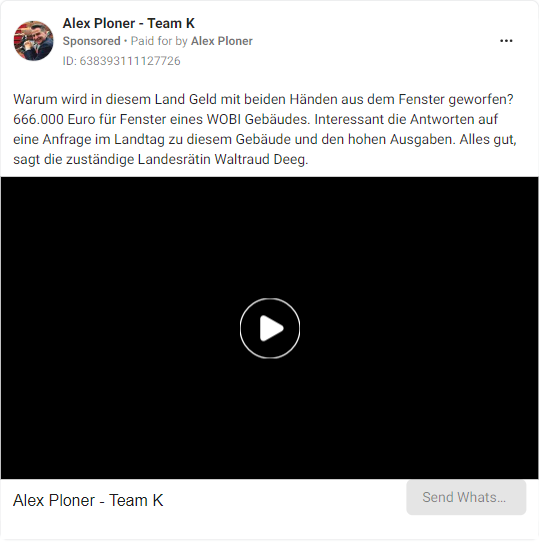 Alex Ploner - Team K
Sponsored • Paid for by Alex Ploner
ID: 638393111127726
Warum wird in diesem Land Geld mit beiden Händen aus dem Fenster geworfen?
666.000 Euro für Fenster eines WOBI Gebäudes. Interessant die Antworten auf
eine Anfrage im Landtag zu diesem Gebäude und den hohen Ausgaben. Alles gut,
sagt die zuständige Landesrätin Waltraud Deeg.
Alex Ploner - Team K
Send Whats...